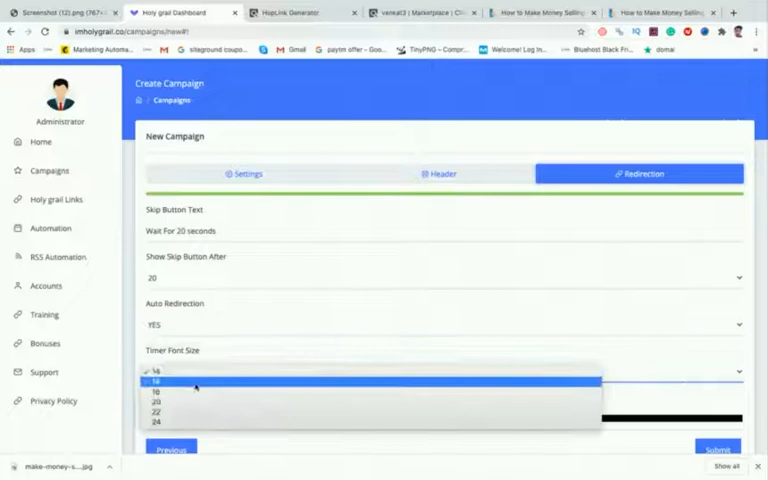 Screenshot (12).png (767×
Holy grail Dashboard
HopLink Generator
venkat3 | Marketplace | Cli
How to Make Money Selling
How to Make Money Selling
imholygrail.co/campaigns/new#!
Apps
Marketing Automa...
siteground coupo...
Gmail
paytm offer - Goo...
TinyPNG – Compr...
Welcome! Log In...
Bluehost Black Fri...
domai
Administrator
Home
Campaigns
Holy grail Links
Automation
RSS Automation
Accounts
Training
Bonuses
Support
Privacy Policy
Create Campaign
/ Campaigns
New Campaign
Settings
Header
Redirection
Skip Button Text
Wait For 20 seconds
Show Skip Button After
20
Auto Redirection
YES
Timer Font Size
20
22
24
Previous
Submit
make-money-s....jpg
Show all